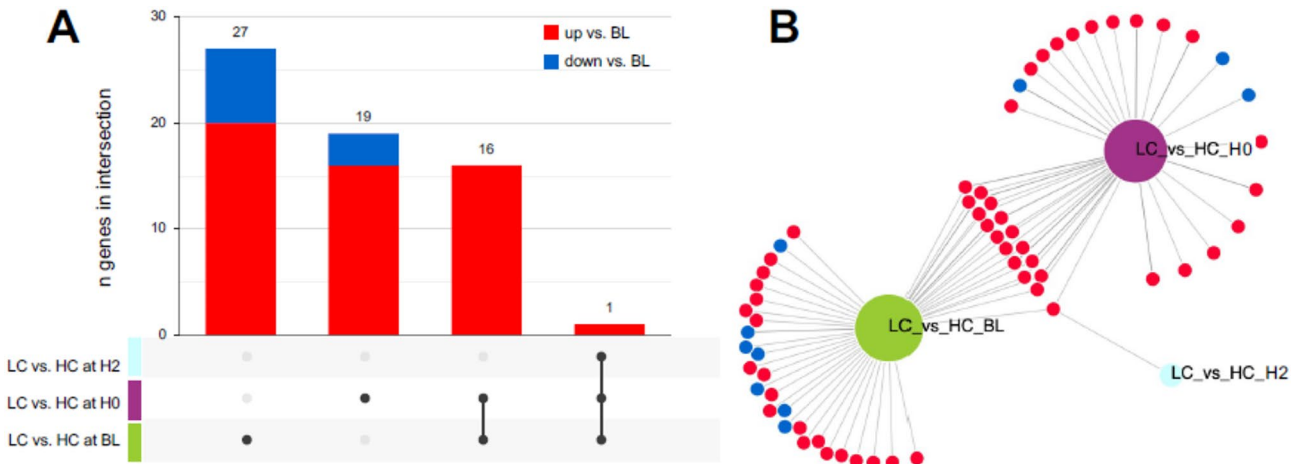 A
n genes in intersection
30
20
10
0
27
19
16
1
up vs. BL
down vs. BL
LC vs. HC at H2
LC vs. HC at H0
LC vs. HC at BL
B
LC_vs_HC_H0
LC_vs_HC_BL
LC_vs_HC_H2